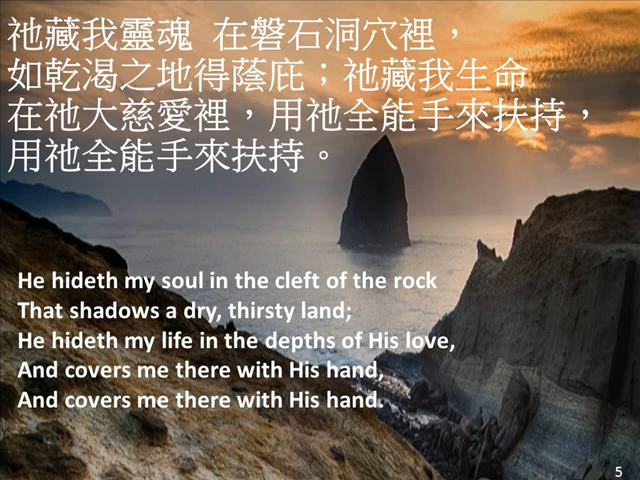 祂藏我靈魂 在磐石洞穴裡，
如乾渴之地得蔭庇；祂藏我生命
在祂大慈愛裡，用祂全能手來扶持，
用祂全能手來扶持。
He hideth my soul in the cleft of the rock
That shadows a dry, thirsty land;
He hideth my life in the depths of His love,
And covers me there with His hand,
And covers me there with His hand.
5